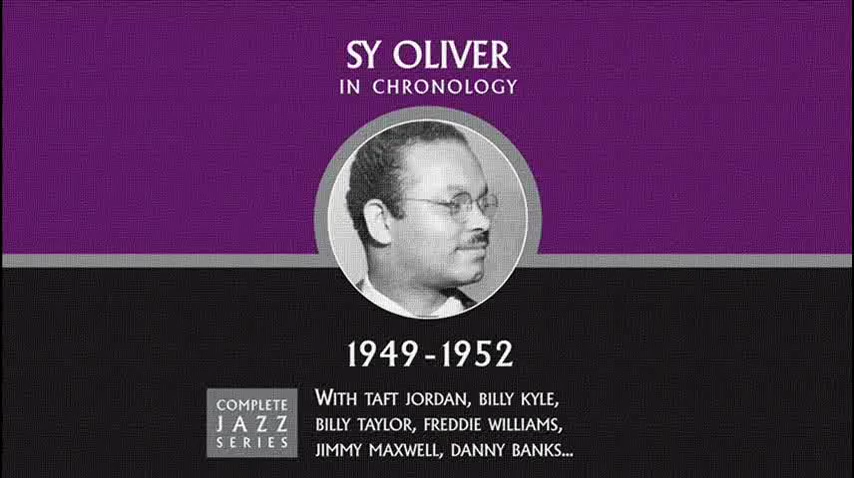 SY OLIVER
IN CHRONOLOGY
1949-1952
COMPLETE
JAZZ
SERIES
WITH TAFT JORDAN, BILLY KYLE,
BILLY TAYLOR, FREDDIE WILLIAMS,
JIMMY MAXWELL, DANNY BANKS...